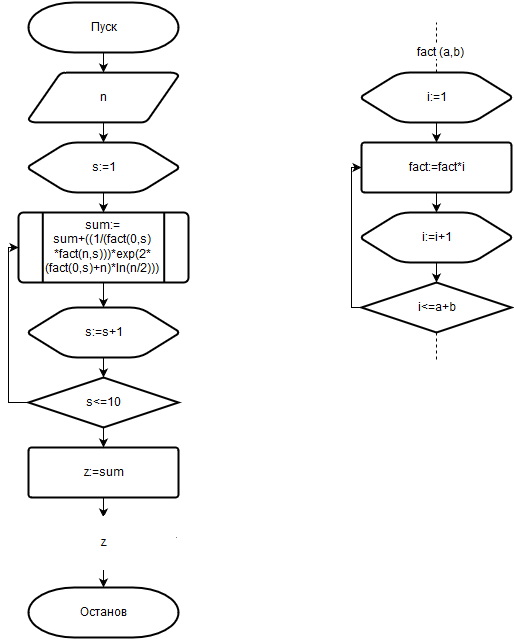 Пуск
n
s:=1
sum:=
sum+((1/(fact(0,s)
*fact(n,s)))*exp(2*
(fact(0,s)+n)*ln(n/2)))
s:=s+1
s<=10
z:=sum
z
Останов
fact (a,b)
i:=1
fact:=fact*i
i:=i+1
i<=a+b